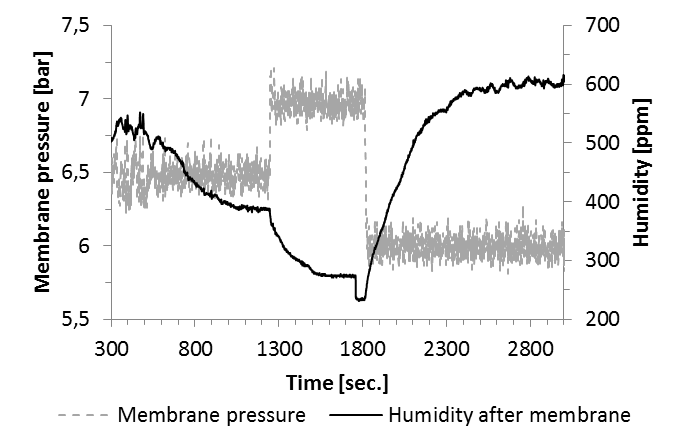 7,5
7
6,5
6
5,5
Membrane pressure [bar]
700
600
500
400
300
200
Humidity [ppm]
300 800 1300 1800 2300 2800
Time [sec.]
Membrane pressure Humidity after membrane